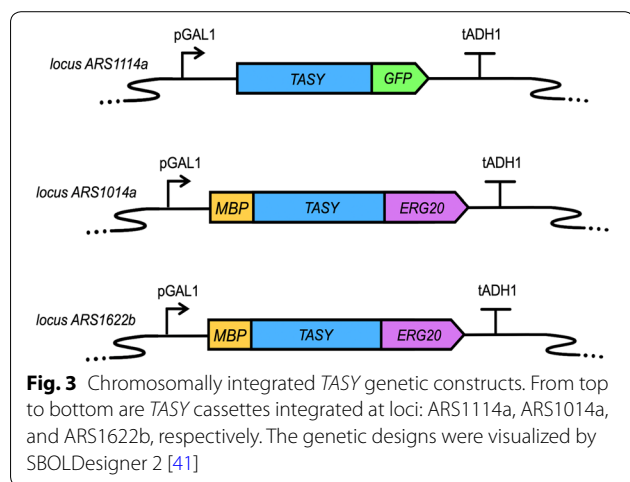 pGAL1 tADH1
locus ARS1114a
TASY GFP
pGAL1 tADH1
locus ARS1014a
MBP TASY ERG20
pGAL1 tADH1
locus ARS1622b
MBP TASY ERG20
Fig. 3 Chromosomally integrated TASY genetic constructs. From top
to bottom are TASY cassettes integrated at loci: ARS1114a, ARS1014a,
and ARS1622b, respectively. The genetic designs were visualized by
SBOLDesigner 2 [41]